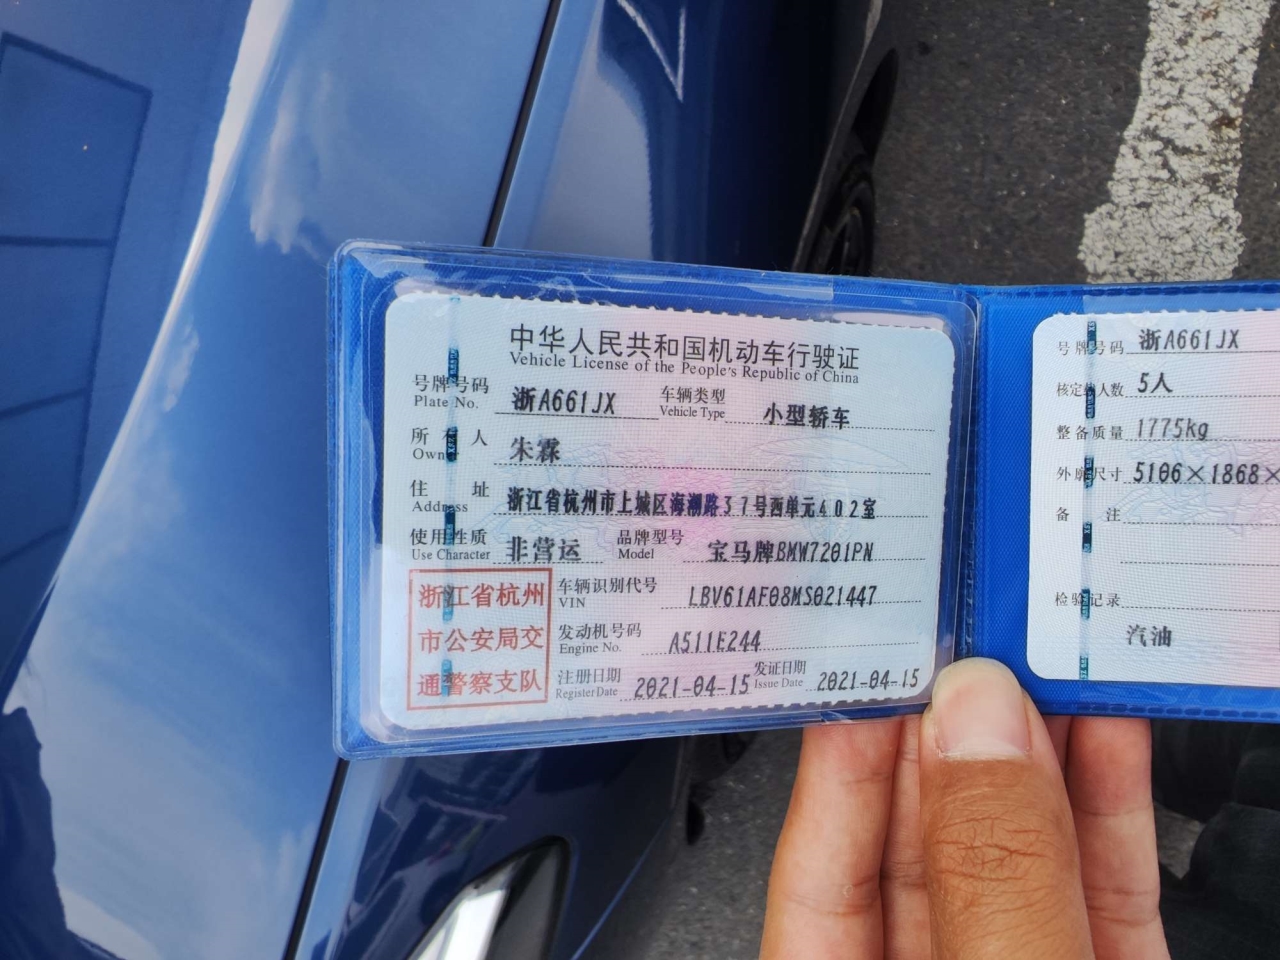 中华人民共和国机动车行驶证
Vehicle License of the People's Republic of China
号牌号码 浙A661JX 车辆类型 小型轿车
Plate No. Vehicle Type
所 人 朱霖
Own
住 址 浙江省杭州市上城区海潮路37号西单元402室
Address
使用性质 非营运 品牌型号 宝马牌BMW7201PN
Use Character Model
浙江省杭州
市公安局交
通警察支队
车辆识别代号 LBV61AF08MS021447
VIN
发动机号码 A511E244
Engine No.
注册日期 2021-04-15 发证日期 2021-04-15
Register Date Issue Date
号牌号码 浙A661JX
核定 人数 5人
整备质量 1775kg
外廓尺寸 5106×1868×
备 注
检验记录
汽油